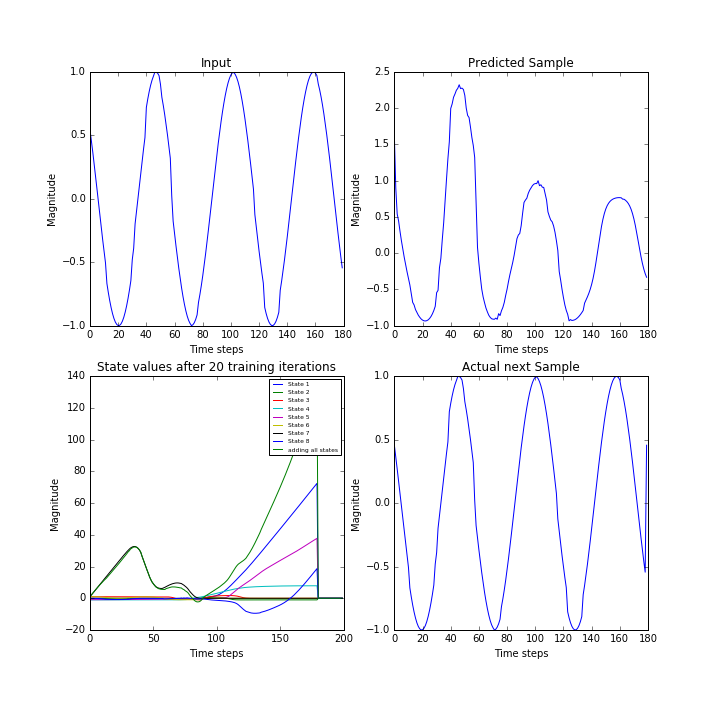 Input
1.0
0.5
0.0
−0.5
−1.0
Magnitude
0 20 40 60 80 100 120 140 160 180
Time steps
Predicted Sample
2.5
2.0
1.5
1.0
0.5
0.0
−0.5
−1.0
Magnitude
0 20 40 60 80 100 120 140 160 180
Time steps
State values after 20 training iterations
140
120
100
80
60
40
20
0
−20
Magnitude
0 50 100 150 200
Time steps
State 1
State 2
State 3
State 4
State 5
State 6
State 7
State 8
adding all states
Actual next Sample
1.0
0.5
0.0
−0.5
−1.0
Magnitude
0 20 40 60 80 100 120 140 160 180
Time steps